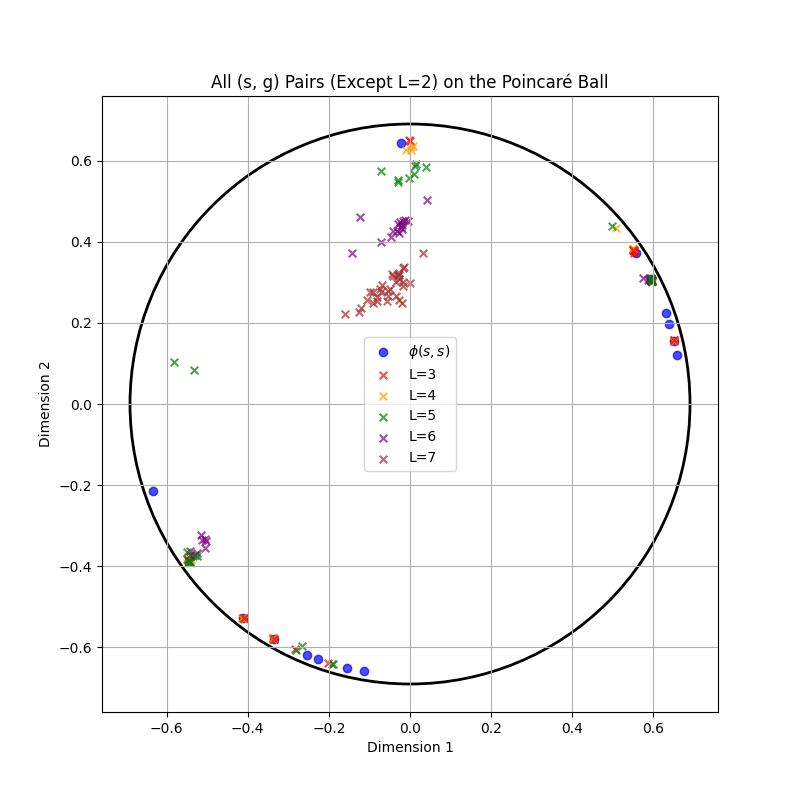 All (s, g) Pairs (Except L=2) on the Poincaré Ball
Dimension 2
0.6
0.4
0.2
0.0
−0.2
−0.4
−0.6
ϕ(s, s)
L=3
L=4
L=5
L=6
L=7
−0.6 −0.4 −0.2 0.0 0.2 0.4 0.6
Dimension 1